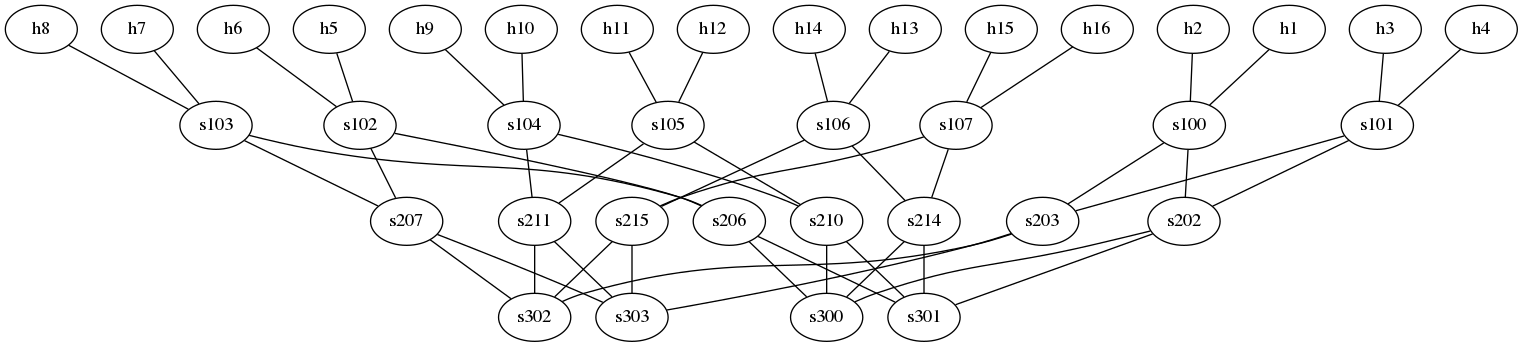 h8 h7 h6 h5 h9 h10 h11 h12 h14 h13 h15 h16 h2 h1 h3 h4
s103 s102 s104 s105 s106 s107 s100 s101
s207 s211 s215 s206 s210 s214 s203 s202
s302 s303 s300 s301